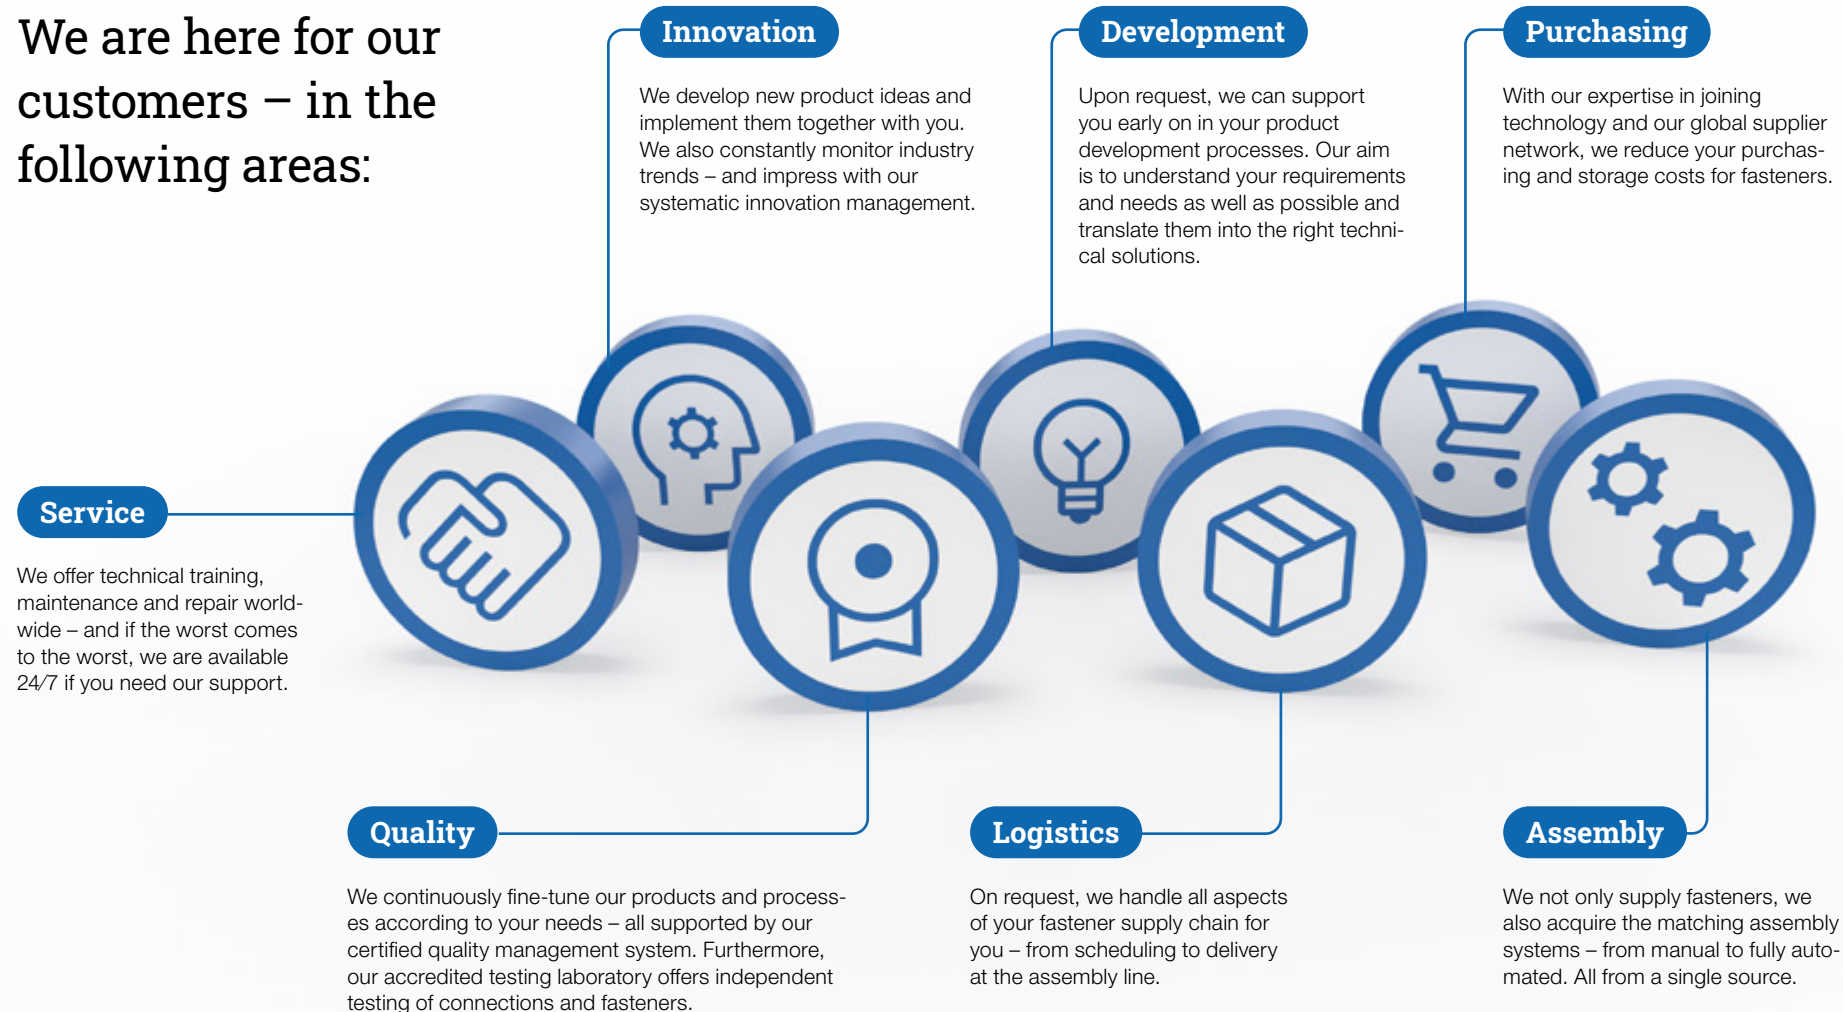 We are here for our
customers – in the
following areas:
Innovation
We develop new product ideas and
implement them together with you.
We also constantly monitor industry
trends – and impress with our
systematic innovation management.
Development
Upon request, we can support
you early on in your product
development processes. Our aim
is to understand your requirements
and needs as well as possible and
translate them into the right techni-
cal solutions.
Purchasing
With our expertise in joining
technology and our global supplier
network, we reduce your purchas-
ing and storage costs for fasteners.
Service
We offer technical training,
maintenance and repair world-
wide – and if the worst comes
to the worst, we are available
24/7 if you need our support.
Quality
We continuously fine-tune our products and process-
es according to your needs – all supported by our
certified quality management system. Furthermore,
our accredited testing laboratory offers independent
testing of connections and fasteners.
Logistics
On request, we handle all aspects
of your fastener supply chain for
you – from scheduling to delivery
at the assembly line.
Assembly
We not only supply fasteners, we
also acquire the matching assembly
systems – from manual to fully auto-
mated. All from a single source.